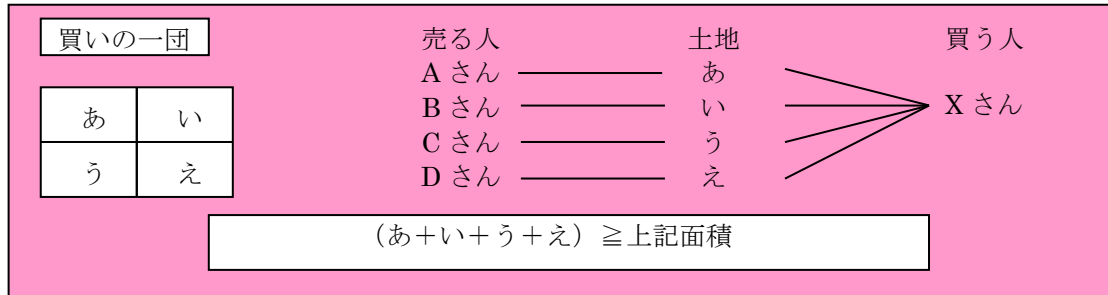 買いの一団
売る人 土地 買う人
Aさん あ
Bさん い Xさん
Cさん う
Dさん え
あ い
う え
（あ＋い＋う＋え）≧上記面積